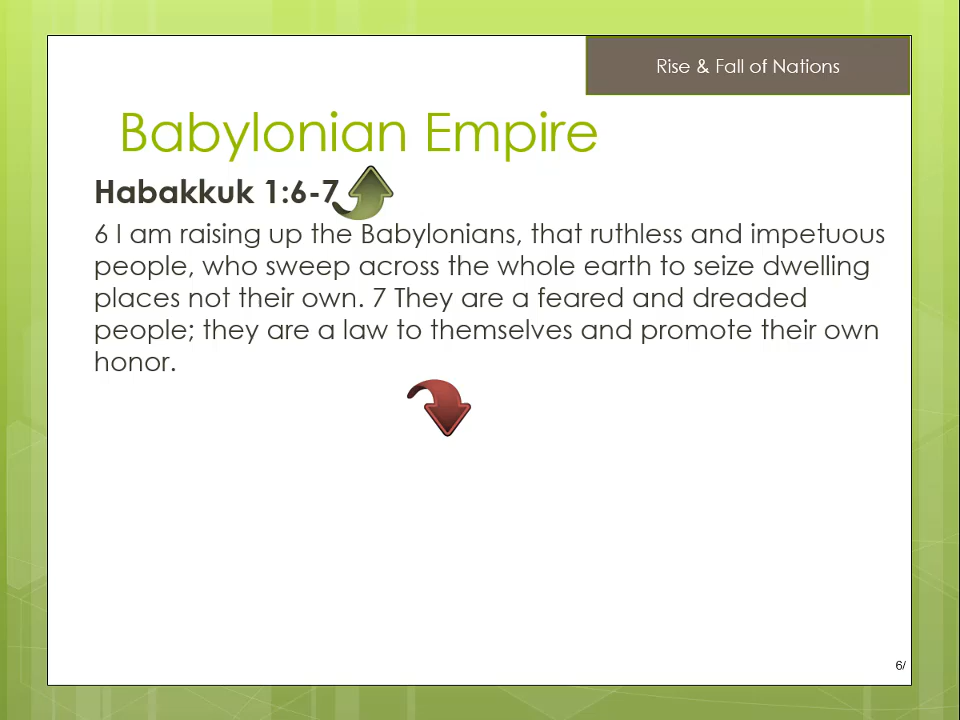 Rise & Fall of Nations
Babylonian Empire
Habakkuk 1:6-7
6 I am raising up the Babylonians, that ruthless and impetuous
people, who sweep across the whole earth to seize dwelling
places not their own. 7 They are a feared and dreaded
people; they are a law to themselves and promote their own
honor.
6/